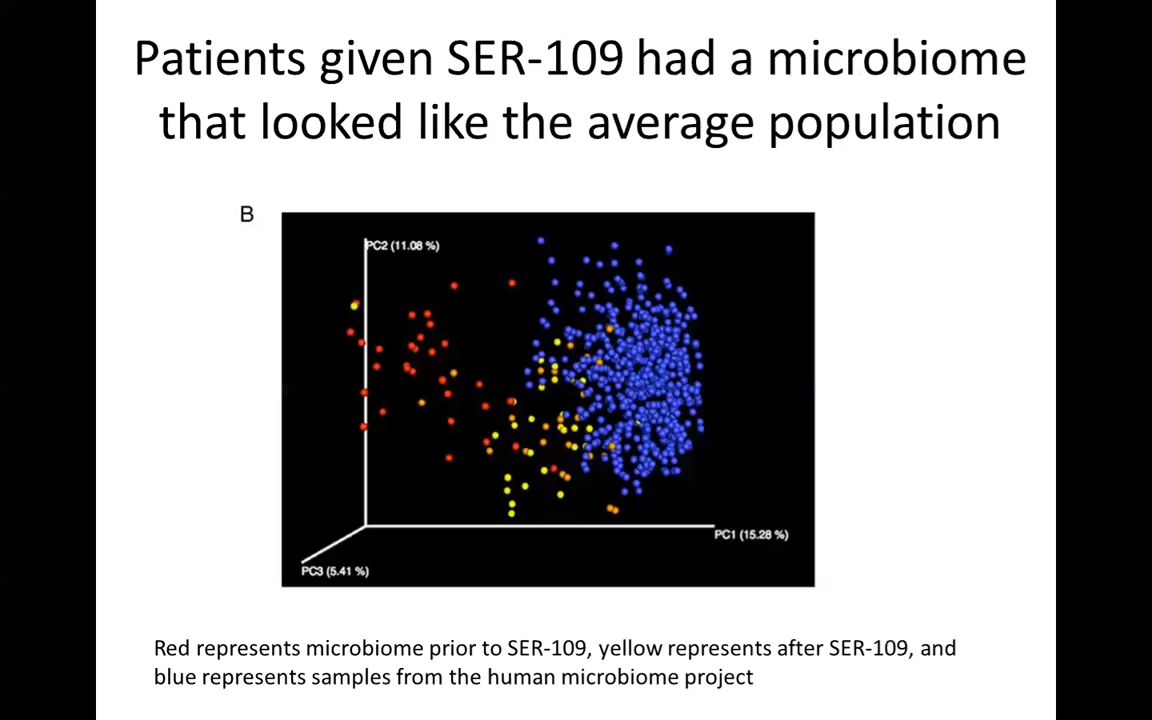 Patients given SER-109 had a microbiome
that looked like the average population
B
PC2 (11.08 %)
PC1 (15.28 %)
PC3 (5.41 %)
Red represents microbiome prior to SER-109, yellow represents after SER-109, and
blue represents samples from the human microbiome project